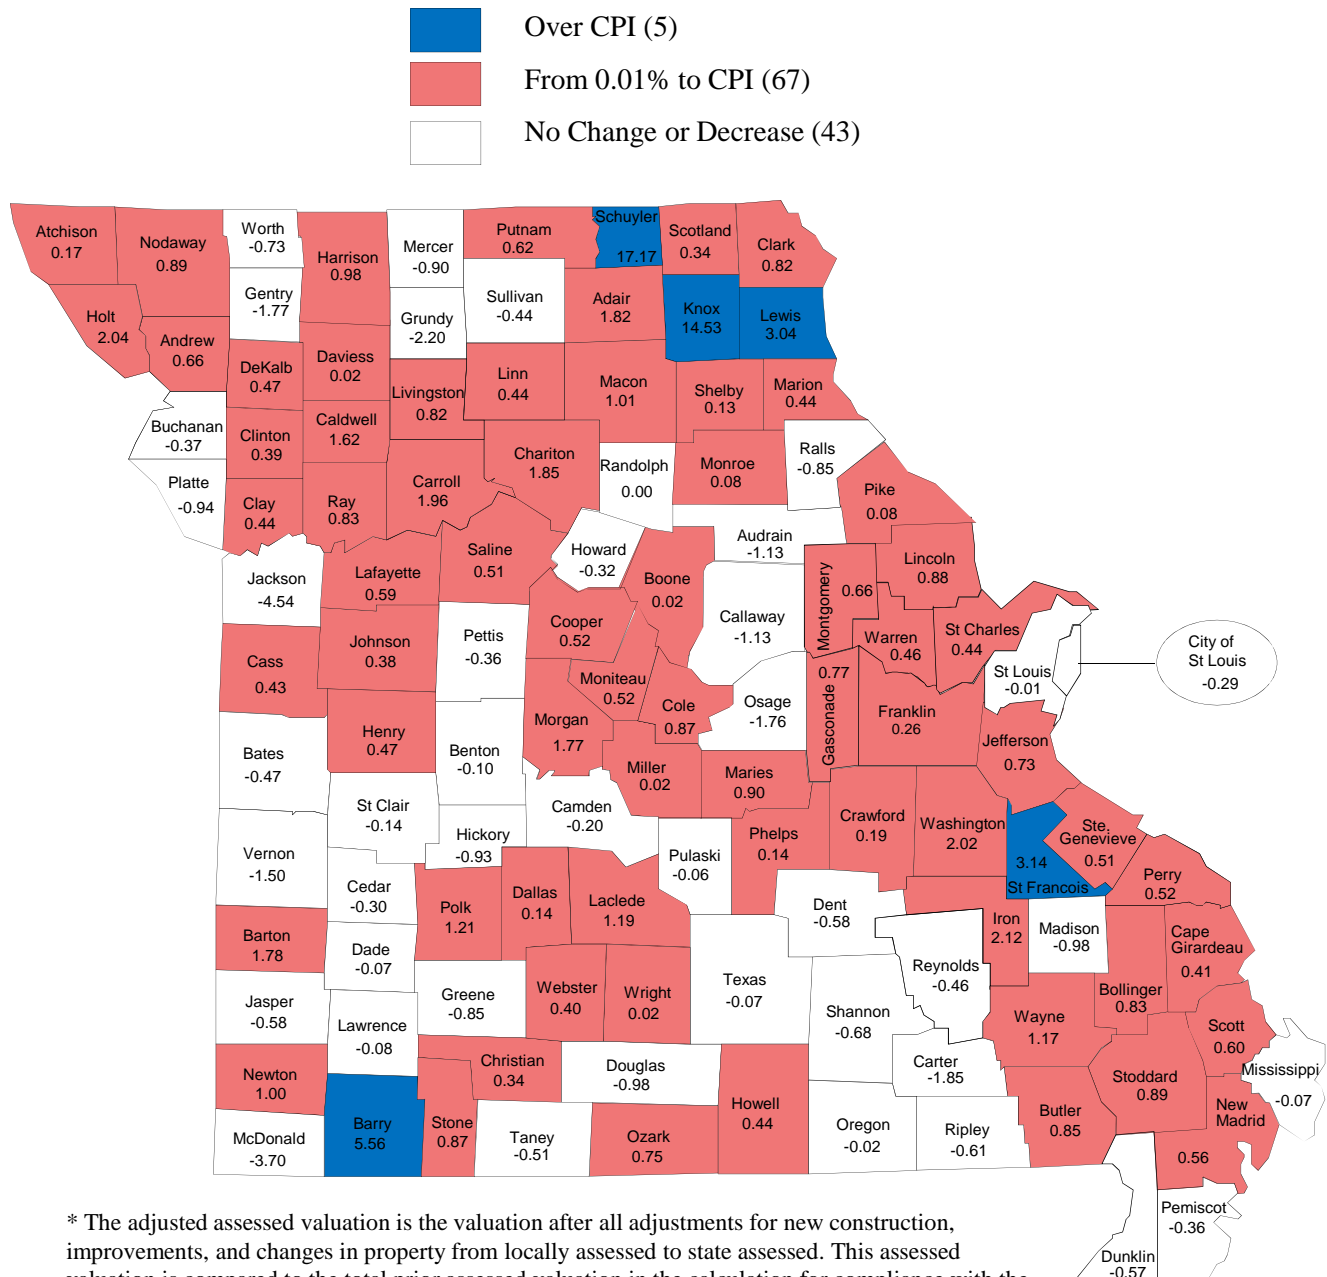 Over CPI (5)
From 0.01% to CPI (67)
No Change or Decrease (43)
Atchison
0.17
Nodaway
0.89
Worth
-0.73
Gentry
-1.77
Harrison
0.98
Mercer
-0.90
Putnam
0.62
Schuyler
17.17
Scotland
0.34
Clark
0.82
Holt
2.04
Andrew
0.66
DeKalb
0.47
Daviess
0.02
Grundy
-2.20
Sullivan
-0.44
Adair
1.82
Knox
14.53
Lewis
3.04
Livingston
0.82
Linn
0.44
Macon
1.01
Shelby
0.13
Marion
0.44
Buchanan
-0.37
Clinton
0.39
Caldwell
1.62
Platte
-0.94
Clay
0.44
Ray
0.83
Carroll
1.96
Chariton
1.85
Randolph
0.00
Monroe
0.08
Ralls
-0.85
Pike
0.08
Jackson
-4.54
Lafayette
0.59
Saline
0.51
Howard
-0.32
Boone
0.02
Audrain
-1.13
Callaway
-1.13
Montgomery
0.66
Lincoln
0.88
Warren
0.46
St Charles
0.44
St Louis
-0.01
City of
St Louis
-0.29
Cass
0.43
Johnson
0.38
Pettis
-0.36
Cooper
0.52
Moniteau
0.52
Cole
0.87
Osage
-1.76
Gasconade
0.77
Franklin
0.26
Jefferson
0.73
Bates
-0.47
Henry
0.47
Benton
-0.10
Morgan
1.77
Miller
0.02
Maries
0.90
St Clair
-0.14
Hickory
-0.93
Camden
-0.20
Pulaski
-0.06
Phelps
0.14
Crawford
0.19
Washington
2.02
3.14
St Francois
Ste.
Genevieve
0.51
Perry
0.52
Vernon
-1.50
Cedar
-0.30
Polk
1.21
Dallas
0.14
Laclede
1.19
Dent
-0.58
Iron
2.12
Madison
-0.98
Cape
Girardeau
0.41
Barton
1.78
Dade
-0.07
Greene
-0.85
Webster
0.40
Wright
0.02
Texas
-0.07
Shannon
-0.68
Reynolds
-0.46
Bollinger
0.83
Wayne
1.17
Scott
0.60
Jasper
-0.58
Lawrence
-0.08
Christian
0.34
Douglas
-0.98
Howell
0.44
Carter
-1.85
Stoddard
0.89
Mississippi
-0.07
Newton
1.00
McDonald
-3.70
Barry
5.56
Stone
0.87
Taney
-0.51
Ozark
0.75
Oregon
-0.02
Ripley
-0.61
Butler
0.85
New
Madrid
0.56
Pemiscot
-0.36
Dunklin
-0.57
* The adjusted assessed valuation is the valuation after all adjustments for new construction,
improvements, and changes in property from locally assessed to state assessed. This assessed
valuation is compared to the total prior assessed valuation in the calculation for compliance with the